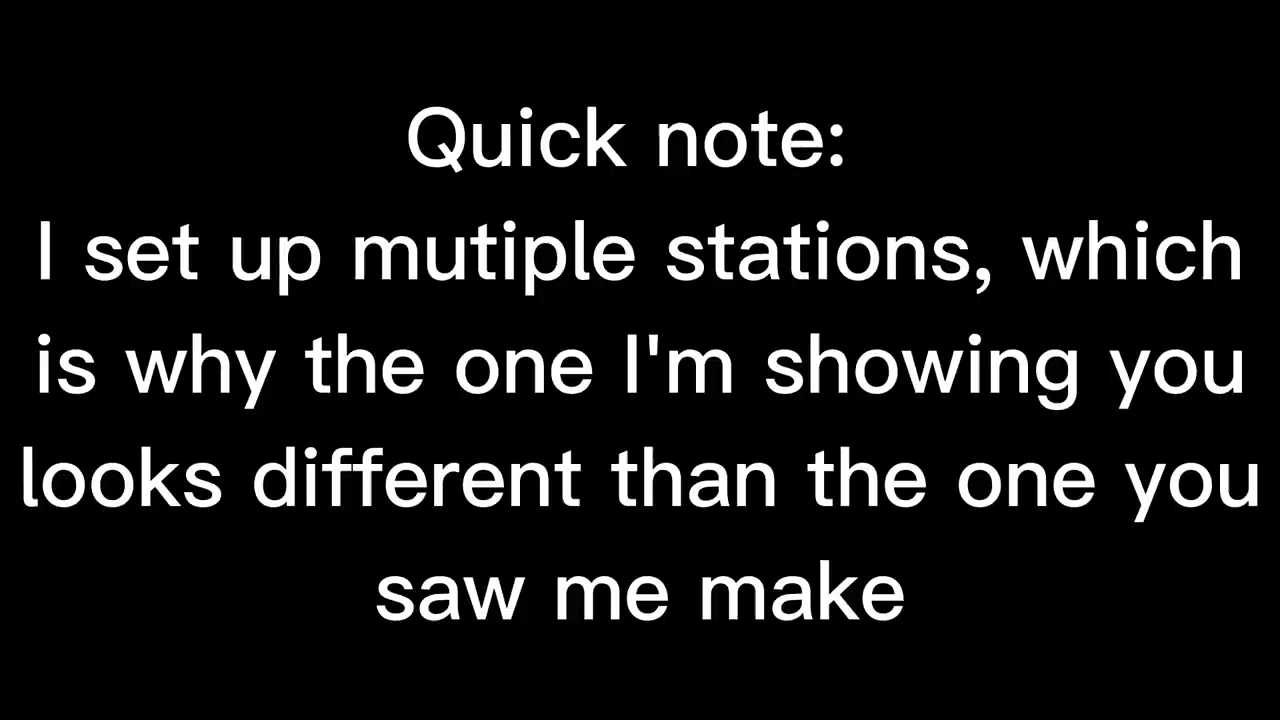 Quick note:
I set up mutiple stations, which
is why the one I'm showing you
looks different than the one you
saw me make